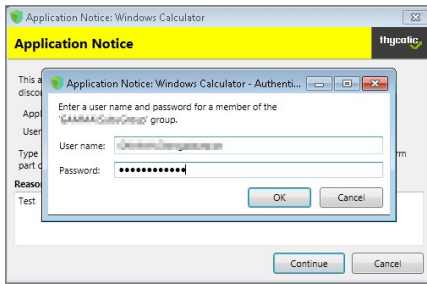 Application Notice: Windows Calculator
Application Notice
thycotic
This a
disco
Application Notice: Windows Calculator - Authenti...
Enter a user name and password for a member of the
group.
Appl
User
User name:
Type
rm
part o
Password:
Reaso
Test
OK
Cancel
Continue
Cancel